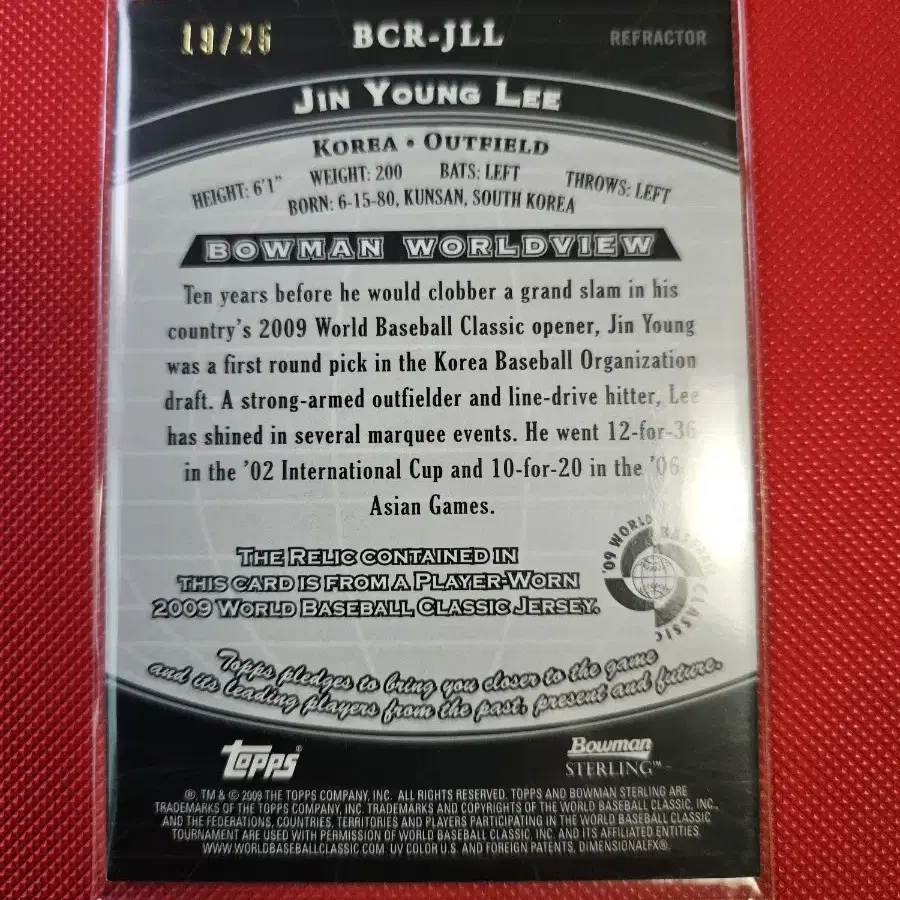 19/25 BCR-JLL REFRACTOR
JIN YOUNG LEE
KOREA • OUTFIELD
HEIGHT: 6'1" WEIGHT: 200 BATS: LEFT THROWS: LEFT
BORN: 6-15-80, KUNSAN, SOUTH KOREA
BOWMAN WORLDVIEW
Ten years before he would clobber a grand slam in his
country's 2009 World Baseball Classic opener, Jin Young
was a first round pick in the Korea Baseball Organization
draft. A strong-armed outfielder and line-drive hitter, Lee
has shined in several marquee events. He went 12-for-36
in the '02 International Cup and 10-for-20 in the '06
Asian Games.
THE RELIC CONTAINED IN
THIS CARD IS FROM A PLAYER-WORN
2009 WORLD BASEBALL CLASSIC JERSEY.
'09 WORLD BASEBALL CLASSIC
Topps pledges to bring you closer to the game
and its leading players from the past, present and future.
topps®
Bowman
STERLING™
®, TM & © 2009 THE TOPPS COMPANY, INC. ALL RIGHTS RESERVED. TOPPS AND BOWMAN STERLING ARE
TRADEMARKS OF THE TOPPS COMPANY, INC. TRADEMARKS AND COPYRIGHTS OF THE WORLD BASEBALL CLASSIC, INC.,
AND THE FEDERATIONS, COUNTRIES, TERRITORIES AND PLAYERS PARTICIPATING IN THE WORLD BASEBALL CLASSIC
TOURNAMENT ARE USED WITH PERMISSION OF WORLD BASEBALL CLASSIC, INC. AND ITS AFFILIATED ENTITIES.
WWW.WORLDBASEBALLCLASSIC.COM. UV COLOR U.S. AND FOREIGN PATENTS, DIMENSIONALFX®.